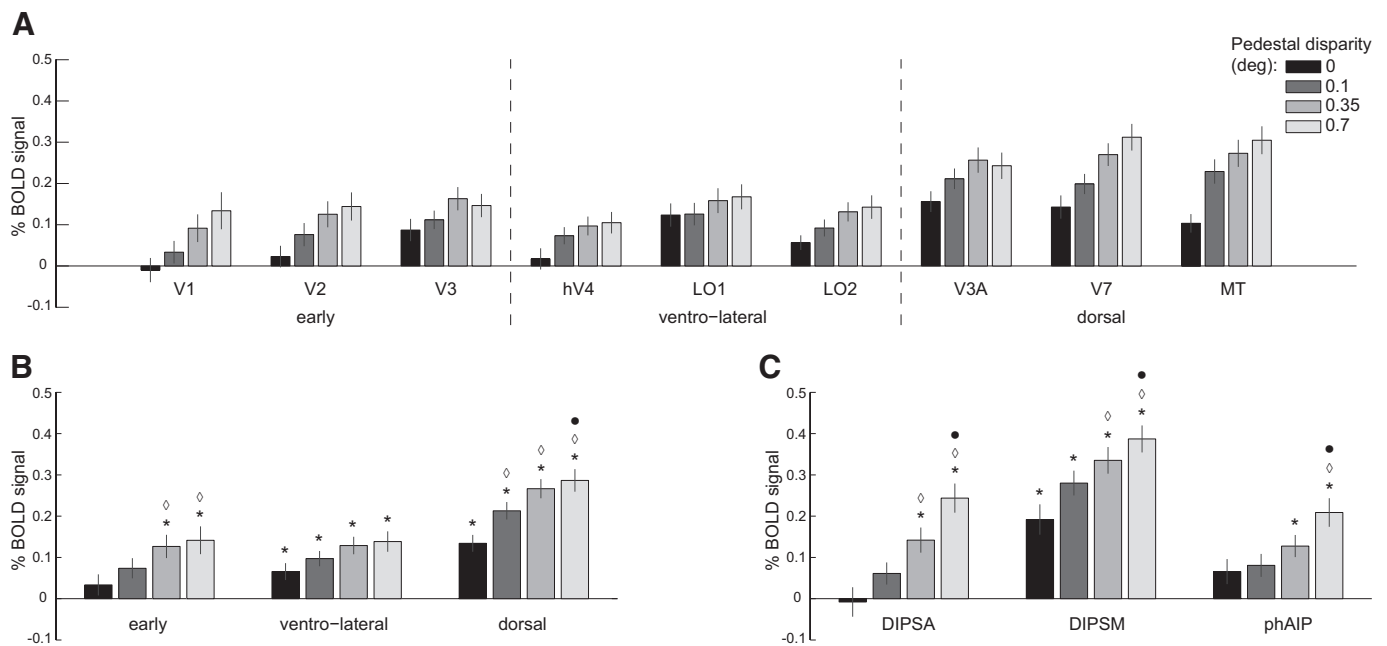 A
Pedestal disparity
(deg):
0
0.1
0.35
0.7
% BOLD signal
0.5
0.4
0.3
0.2
0.1
0
-0.1
V1 V2 V3 hV4 LO1 LO2 V3A V7 MT
early ventro−lateral dorsal
B
% BOLD signal
0.5
0.4
0.3
0.2
0.1
0
-0.1
early ventro−lateral dorsal
C
% BOLD signal
0.5
0.4
0.3
0.2
0.1
0
-0.1
DIPSA DIPSM phAIP